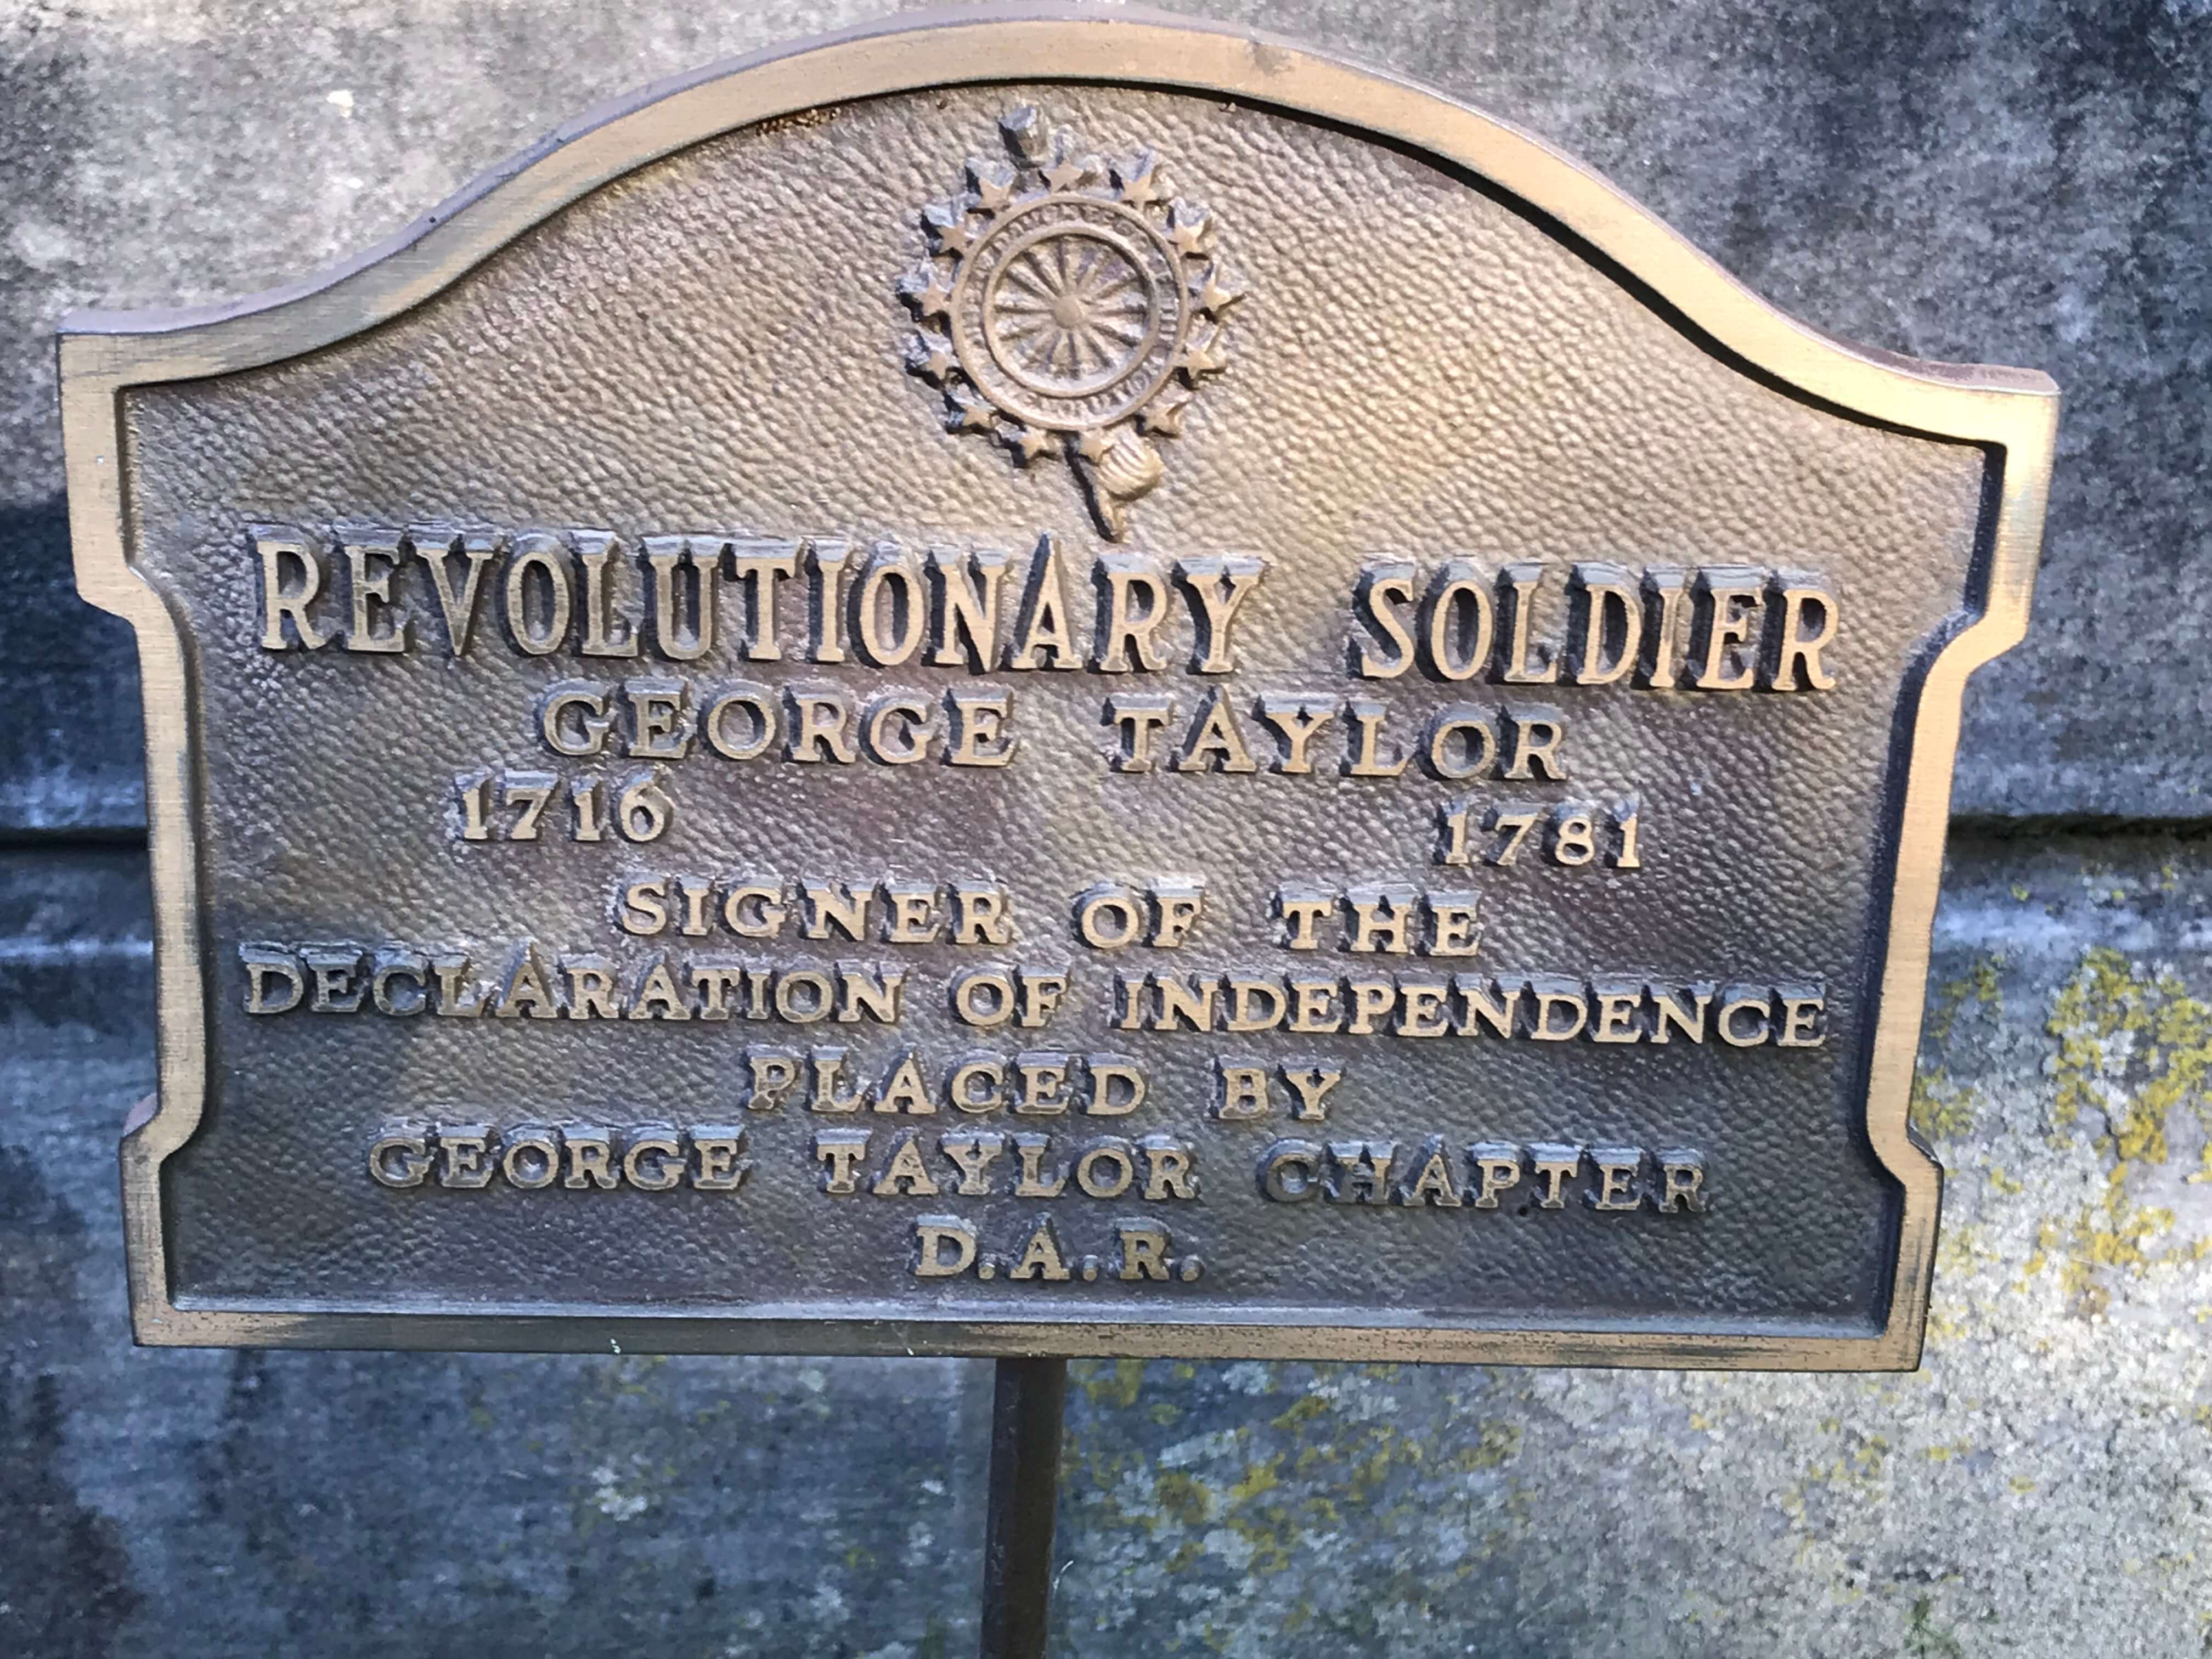 REVOLUTIONARY SOLDIER
GEORGE TAYLOR
1716 1781
SIGNER OF THE
DECLARATION OF INDEPENDENCE
PLACED BY
GEORGE TAYLOR CHAPTER
D.A.R.